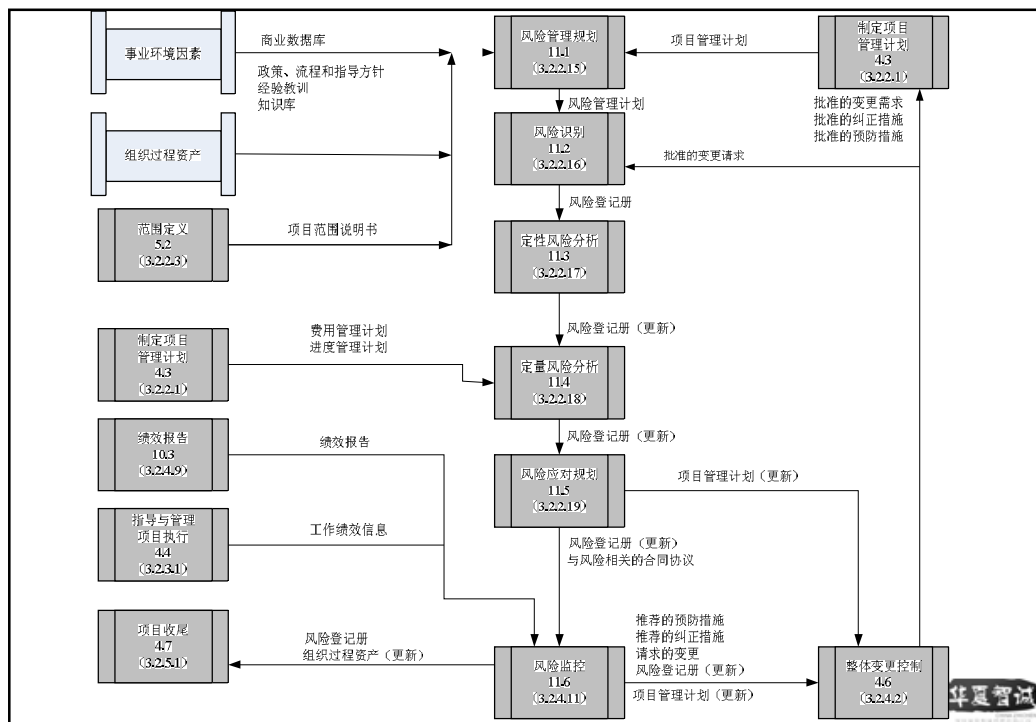 事业环境因素
商业数据库
政策、流程和指导方针
经验教训
知识库
组织过程资产
范围定义
5.2
(3.2.2.3)
项目范围说明书
风险管理规划
11.1
(3.2.2.15)
项目管理计划
制定项目
管理计划
4.3
(3.2.2.1)
风险管理计划
批准的变更需求
批准的纠正措施
批准的预防措施
风险识别
11.2
(3.2.2.16)
批准的变更请求
风险登记册
定性风险分析
11.3
(3.2.2.17)
风险登记册（更新）
制定项目
管理计划
4.3
(3.2.2.1)
费用管理计划
进度管理计划
定量风险分析
11.4
(3.2.2.18)
风险登记册（更新）
绩效报告
10.3
(3.2.4.9)
绩效报告
风险应对规划
11.5
(3.2.2.19)
项目管理计划（更新）
指导与管理
项目执行
4.4
(3.2.3.1)
工作绩效信息
风险登记册（更新）
与风险相关的合同协议
项目收尾
4.7
(3.2.5.1)
风险登记册
组织过程资产（更新）
风险监控
11.6
(3.2.4.11)
推荐的预防措施
推荐的纠正措施
请求的变更
风险登记册（更新）
项目管理计划（更新）
整体变更控制
4.6
(3.2.4.2)
华夏智诚